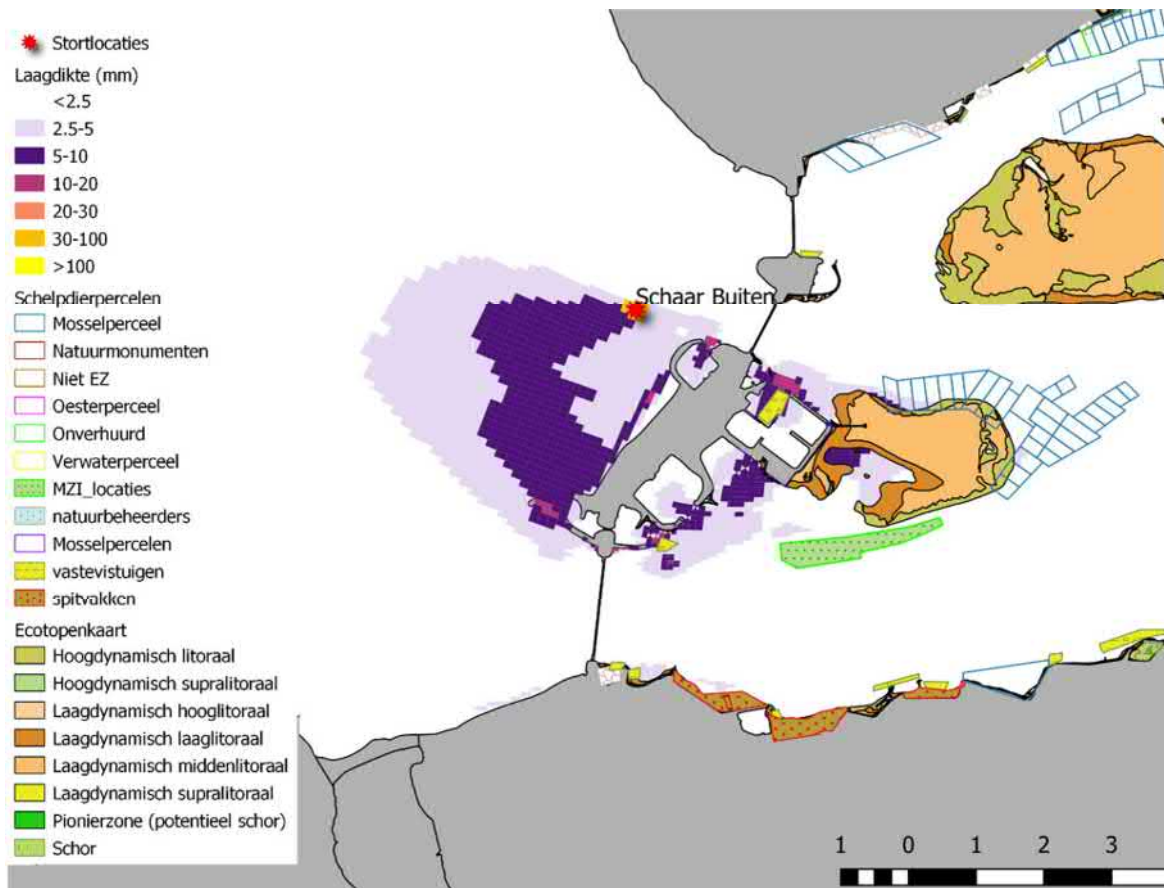 Stortlocaties
Laagdikte (mm)
<2.5
2.5-5
5-10
10-20
20-30
30-100
>100
Schelpdierpercelen
Mosselperceel
Natuurmonumenten
Niet EZ
Oesterperceel
Onverhuurd
Verwaterperceel
MZI_locaties
natuurbeheerders
Mosselpercelen
vastevistuigen
spitvakken
Ecotopenkaart
Hoogdynamisch litoraal
Hoogdynamisch supralitoraal
Laagdynamisch hooglitoraal
Laagdynamisch laaglitoraal
Laagdynamisch middenlitoraal
Laagdynamisch supralitoraal
Pionierzone (potentieel schor)
Schor
Schaar Buiten
1 0 1 2 3